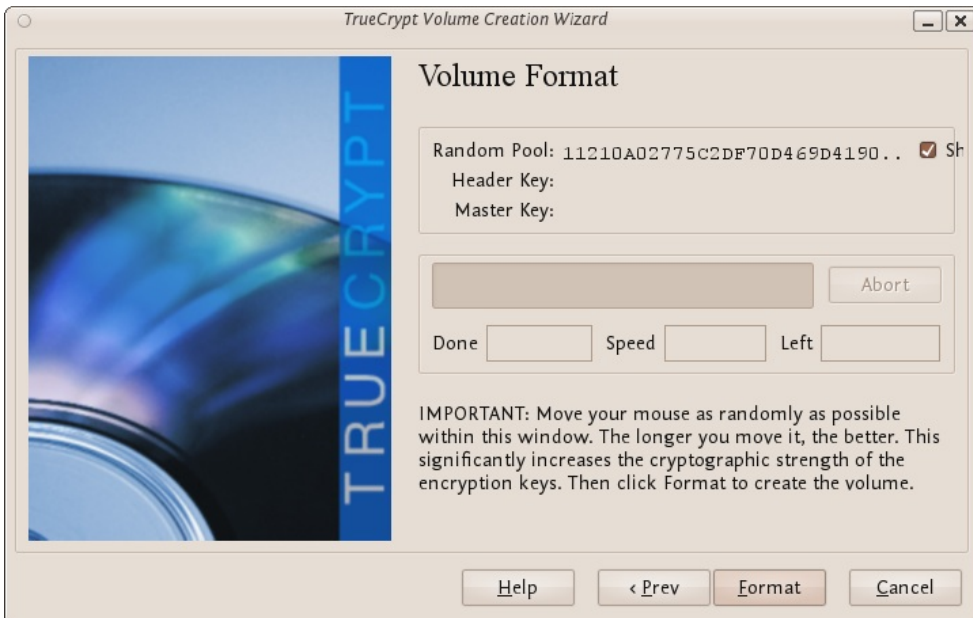 TrueCrypt Volume Creation Wizard
TRUECRYPT
Volume Format
Random Pool: 11210A02775C2DF70D469D4190.. Sh
Header Key:
Master Key:
Abort
Done Speed Left
IMPORTANT: Move your mouse as randomly as possible
within this window. The longer you move it, the better. This
significantly increases the cryptographic strength of the
encryption keys. Then click Format to create the volume.
Help < Prev Format Cancel